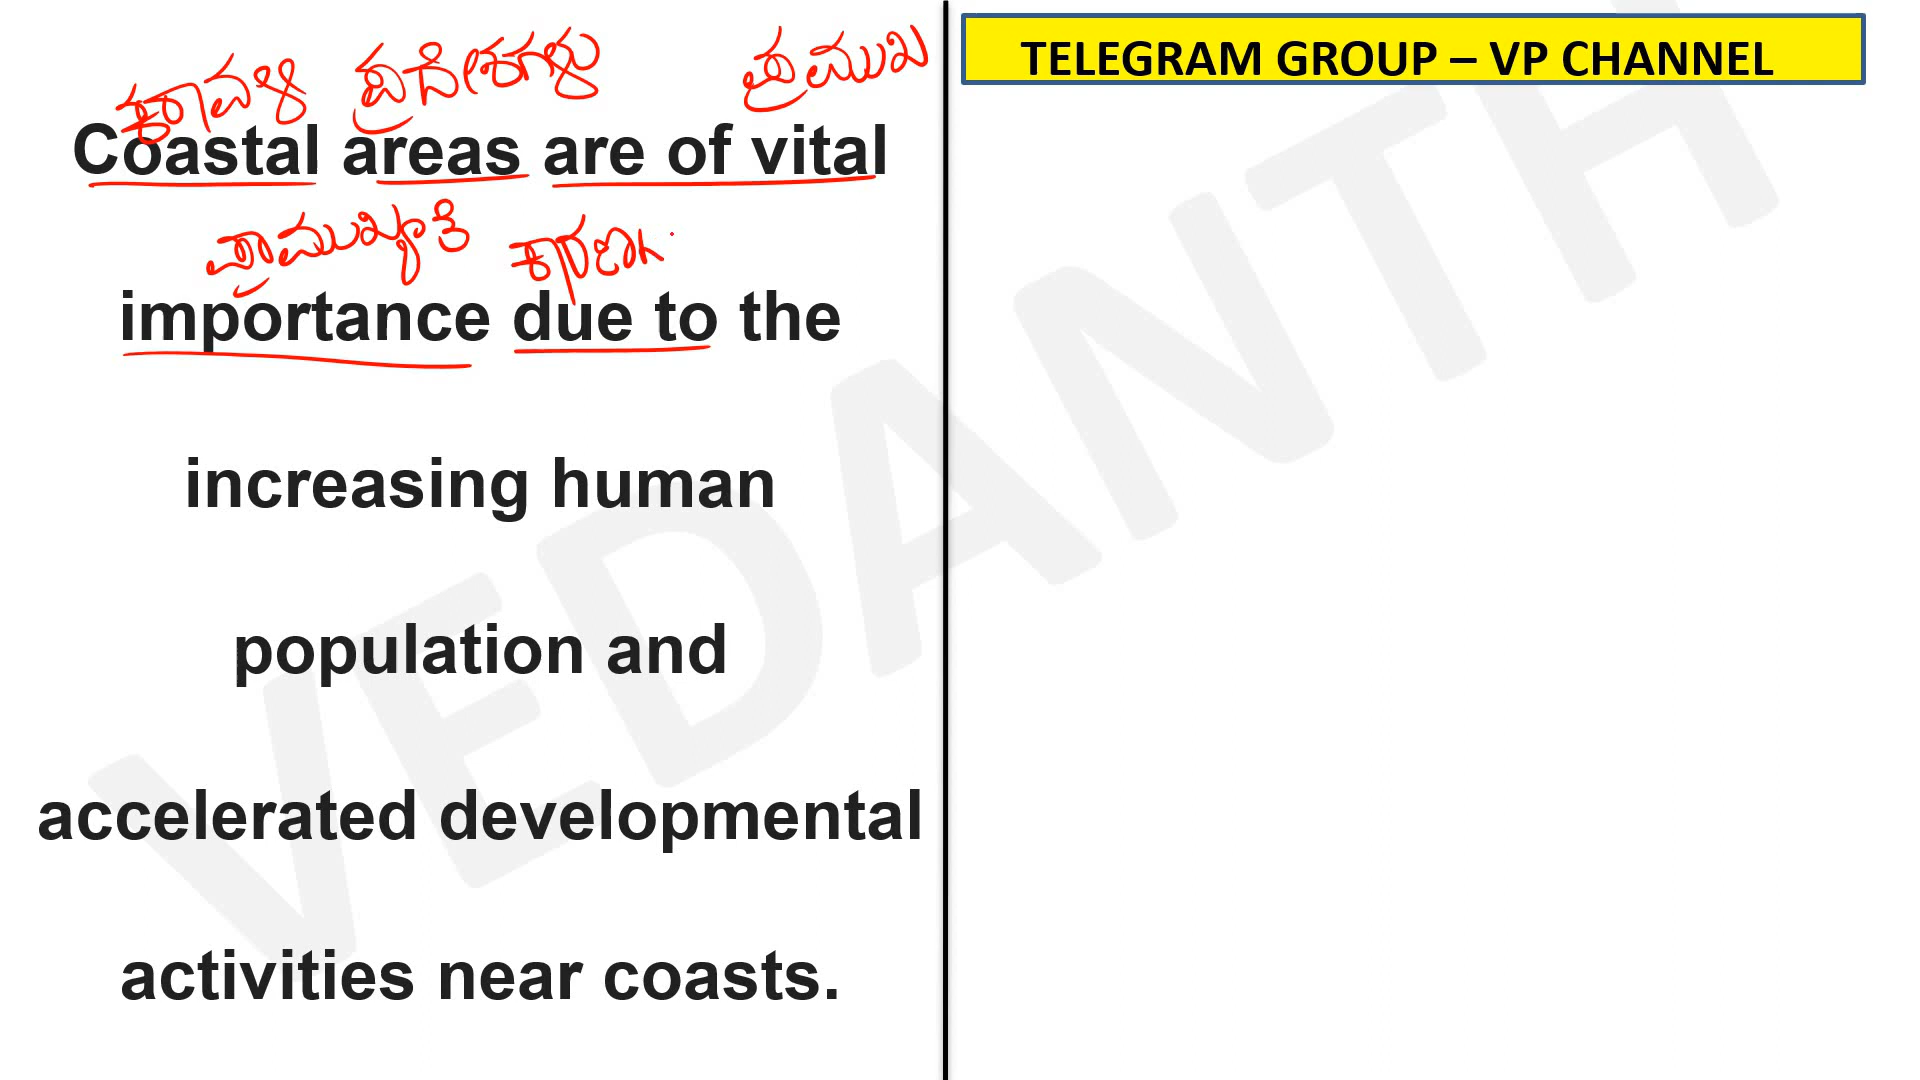 ಕರಾವಳಿ ಪ್ರದೇಶಗಳು ಪ್ರಮುಖ
Coastal areas are of vital
ಪ್ರಾಮುಖ್ಯತೆ
importance due to the
increasing human
population and
accelerated developmental
activities near coasts.
TELEGRAM GROUP – VP CHANNEL
VEDANTH